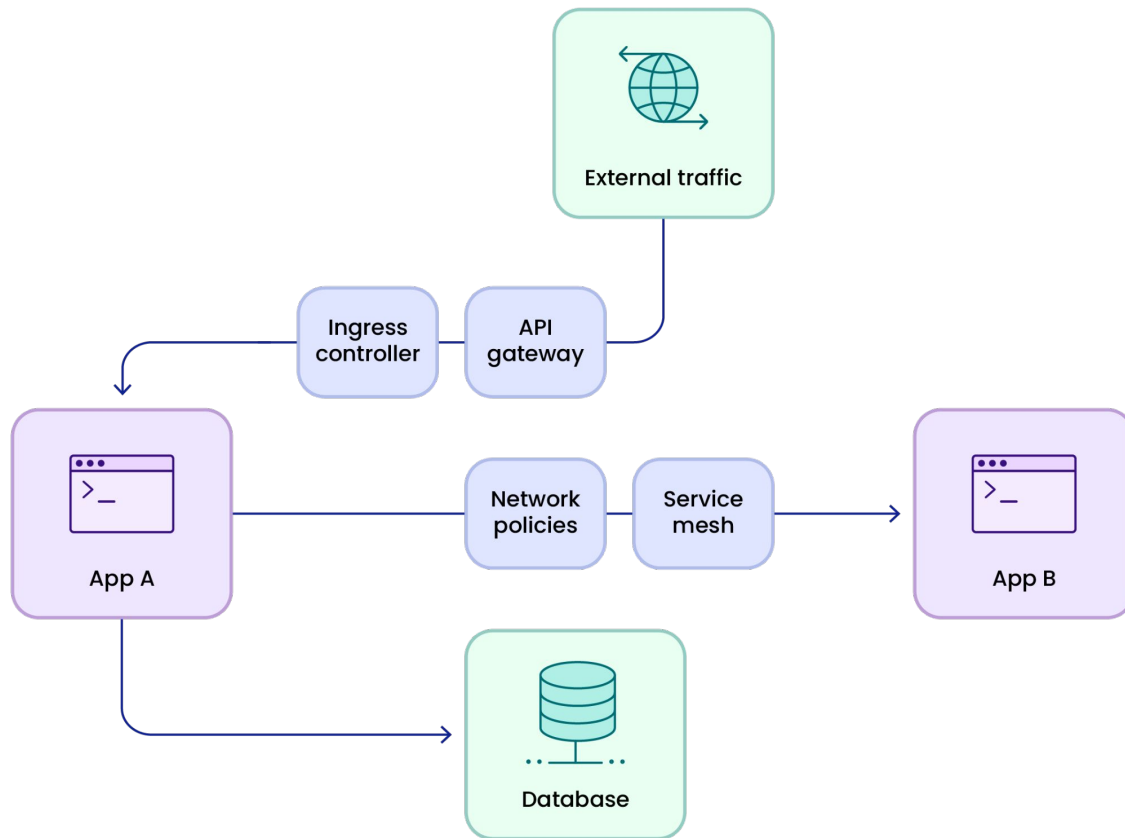 External traffic
Ingress
controller
API
gateway
App A
Network
policies
Service
mesh
App B
Database